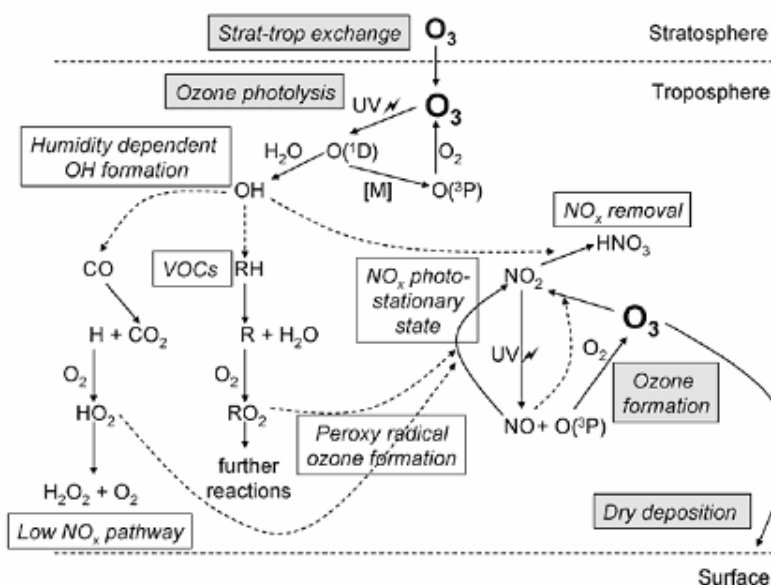 Strat-trop exchange
O₃
Stratosphere
Ozone photolysis
UV
O₃
Troposphere
Humidity dependent
OH formation
H₂O
O(¹D)
O₂
[M]
O(³P)
OH
NOₓ removal
HNO₃
CO
VOCs
RH
NOₓ photo-
stationary
state
NO₂
O₃
H + CO₂
R + H₂O
UV
O₂
O₂
O₂
Ozone
formation
HO₂
RO₂
Peroxy radical
ozone formation
NO + O(³P)
further
reactions
H₂O₂ + O₂
Low NOₓ pathway
Dry deposition
Surface